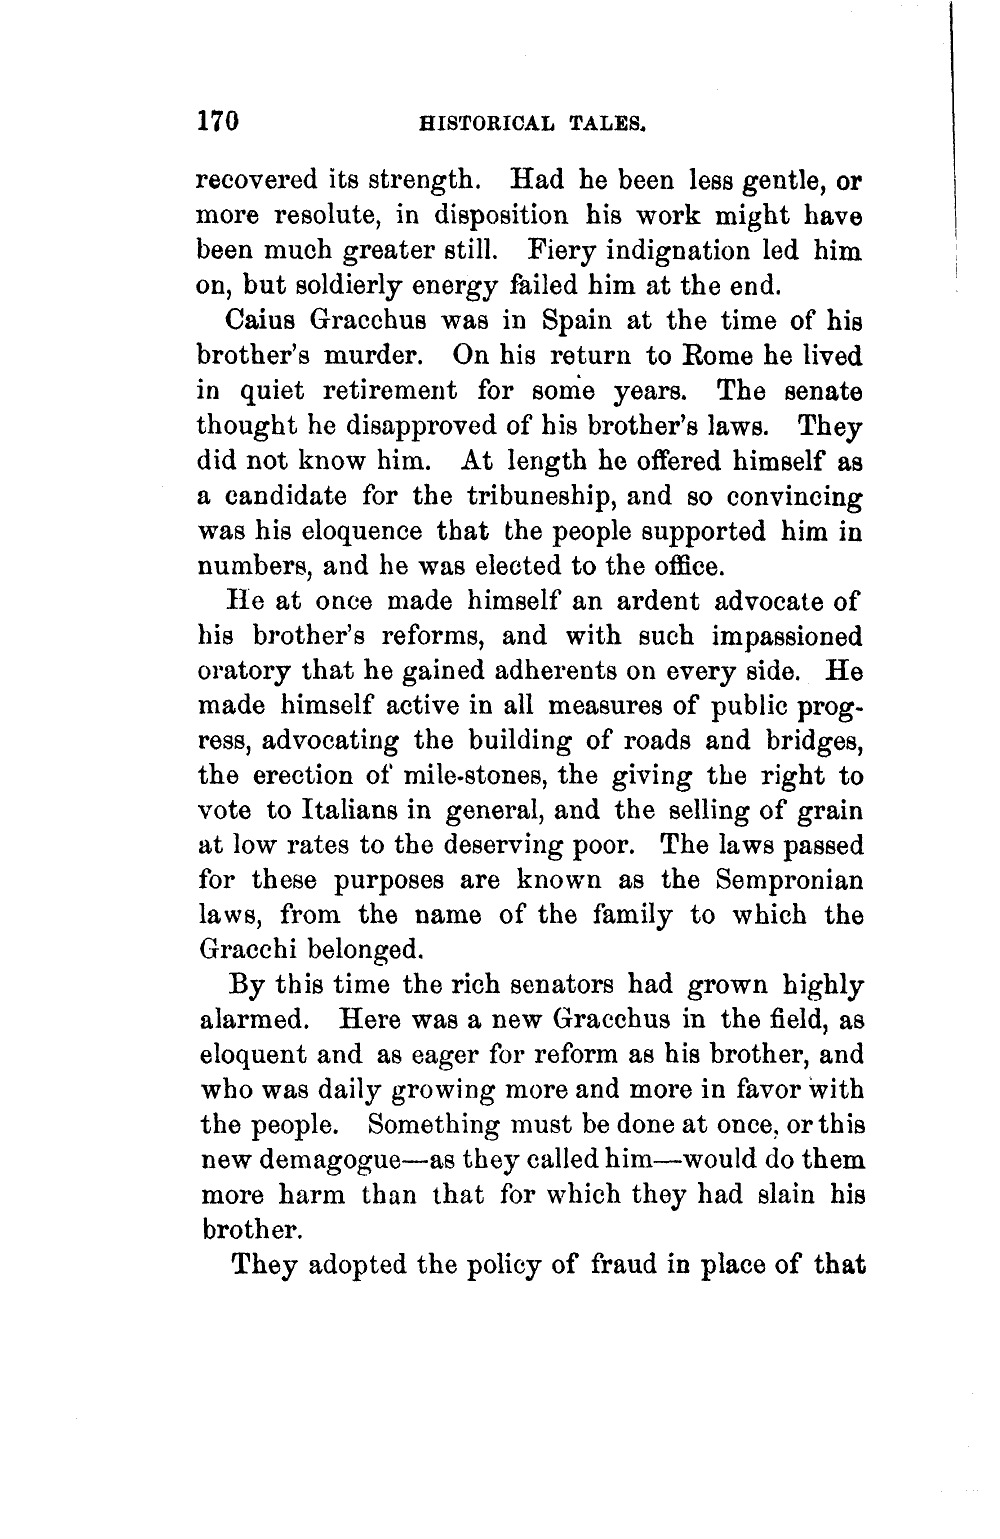 170 HISTORICAL TALES.
recovered its strength. Had he been less gentle, or
more resolute, in disposition his work might have
been much greater still. Fiery indignation led him
on, but soldierly energy failed him at the end.
Caius Gracchus was in Spain at the time of his
brother's murder. On his return to Rome he lived
in quiet retirement for some years. The senate
thought he disapproved of his brother's laws. They
did not know him. At length he offered himself as
a candidate for the tribuneship, and so convincing
was his eloquence that the people supported him in
numbers, and he was elected to the office.
He at once made himself an ardent advocate of
his brother's reforms, and with such impassioned
oratory that he gained adherents on every side. He
made himself active in all measures of public prog-
ress, advocating the building of roads and bridges,
the erection of mile-stones, the giving the right to
vote to Italians in general, and the selling of grain
at low rates to the deserving poor. The laws passed
for these purposes are known as the Sempronian
laws, from the name of the family to which the
Gracchi belonged.
By this time the rich senators had grown highly
alarmed. Here was a new Gracchus in the field, as
eloquent and as eager for reform as his brother, and
who was daily growing more and more in favor with
the people. Something must be done at once, or this
new demagogue—as they called him—would do them
more harm than that for which they had slain his
brother.
They adopted the policy of fraud in place of that